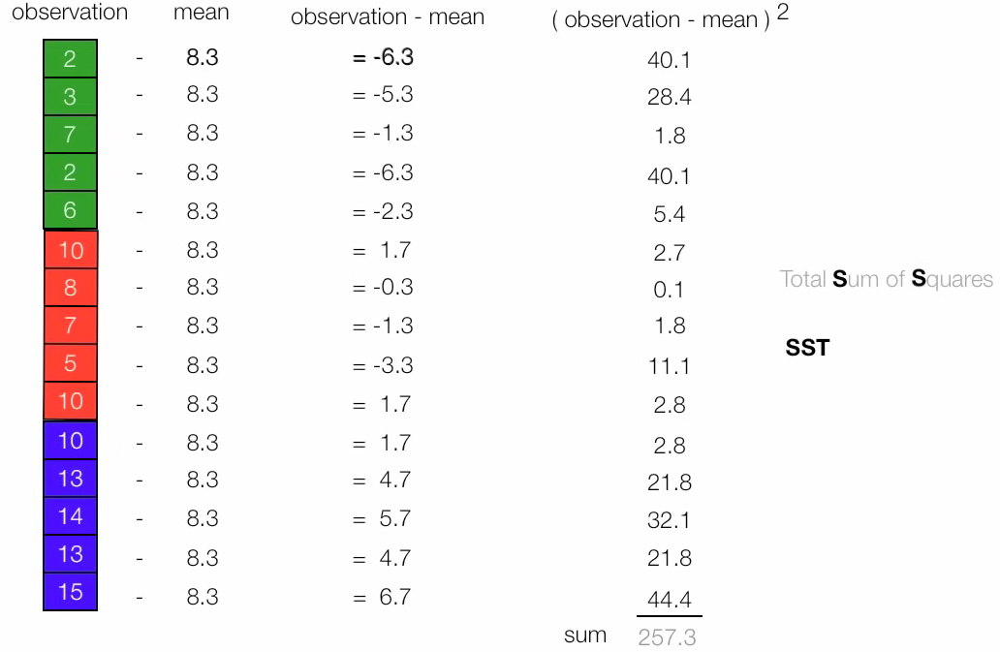 observation mean observation - mean ( observation - mean ) 2
2 - 8.3 = -6.3 40.1
3 - 8.3 = -5.3 28.4
7 - 8.3 = -1.3 1.8
2 - 8.3 = -6.3 40.1
6 - 8.3 = -2.3 5.4
10 - 8.3 = 1.7 2.7
8 - 8.3 = -0.3 0.1
Total Sum of Squares
7 - 8.3 = -1.3 1.8
SST
5 - 8.3 = -3.3 11.1
10 - 8.3 = 1.7 2.8
10 - 8.3 = 1.7 2.8
13 - 8.3 = 4.7 21.8
14 - 8.3 = 5.7 32.1
13 - 8.3 = 4.7 21.8
15 - 8.3 = 6.7 44.4
sum 257.3